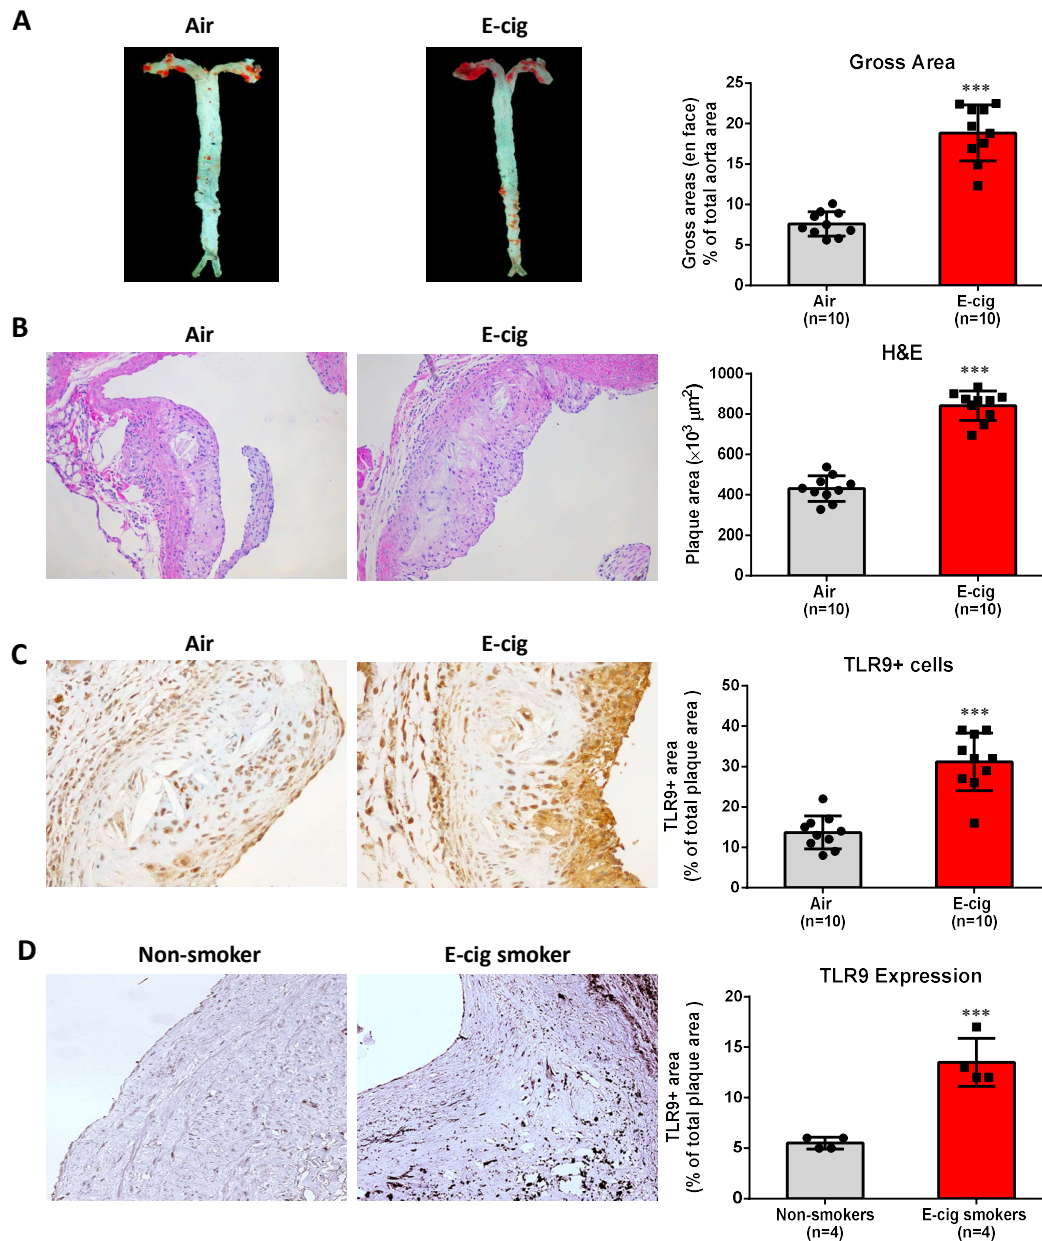 A
Air
E-cig
Gross Area
Gross areas (en face)
% of total aorta area
25
20
15
10
5
0
***
Air
(n=10)
E-cig
(n=10)
B
Air
E-cig
H&E
Plaque area (×10³ µm²)
1000
800
600
400
200
0
***
Air
(n=10)
E-cig
(n=10)
C
Air
E-cig
TLR9+ cells
TLR9+ area
(% of total plaque area)
50
40
30
20
10
0
***
Air
(n=10)
E-cig
(n=10)
D
Non-smoker
E-cig smoker
TLR9 Expression
TLR9+ area
(% of total plaque area )
20
15
10
5
0
***
Non-smokers
(n=4)
E-cig smokers
(n=4)